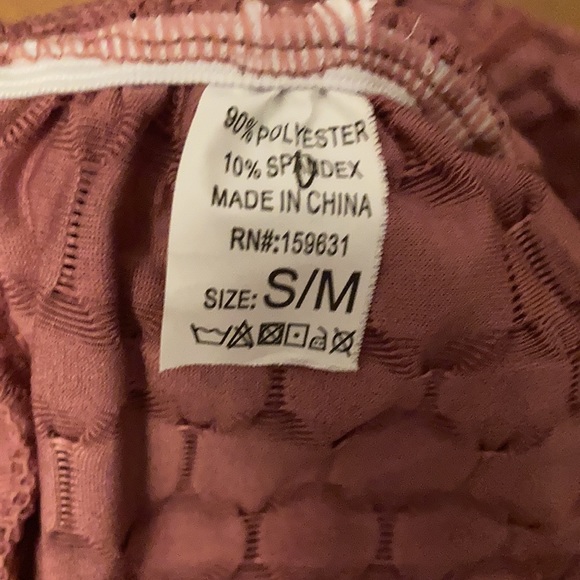 90% POLYESTER
10% SPANDEX
MADE IN CHINA
RN#:159631
SIZE: S/M